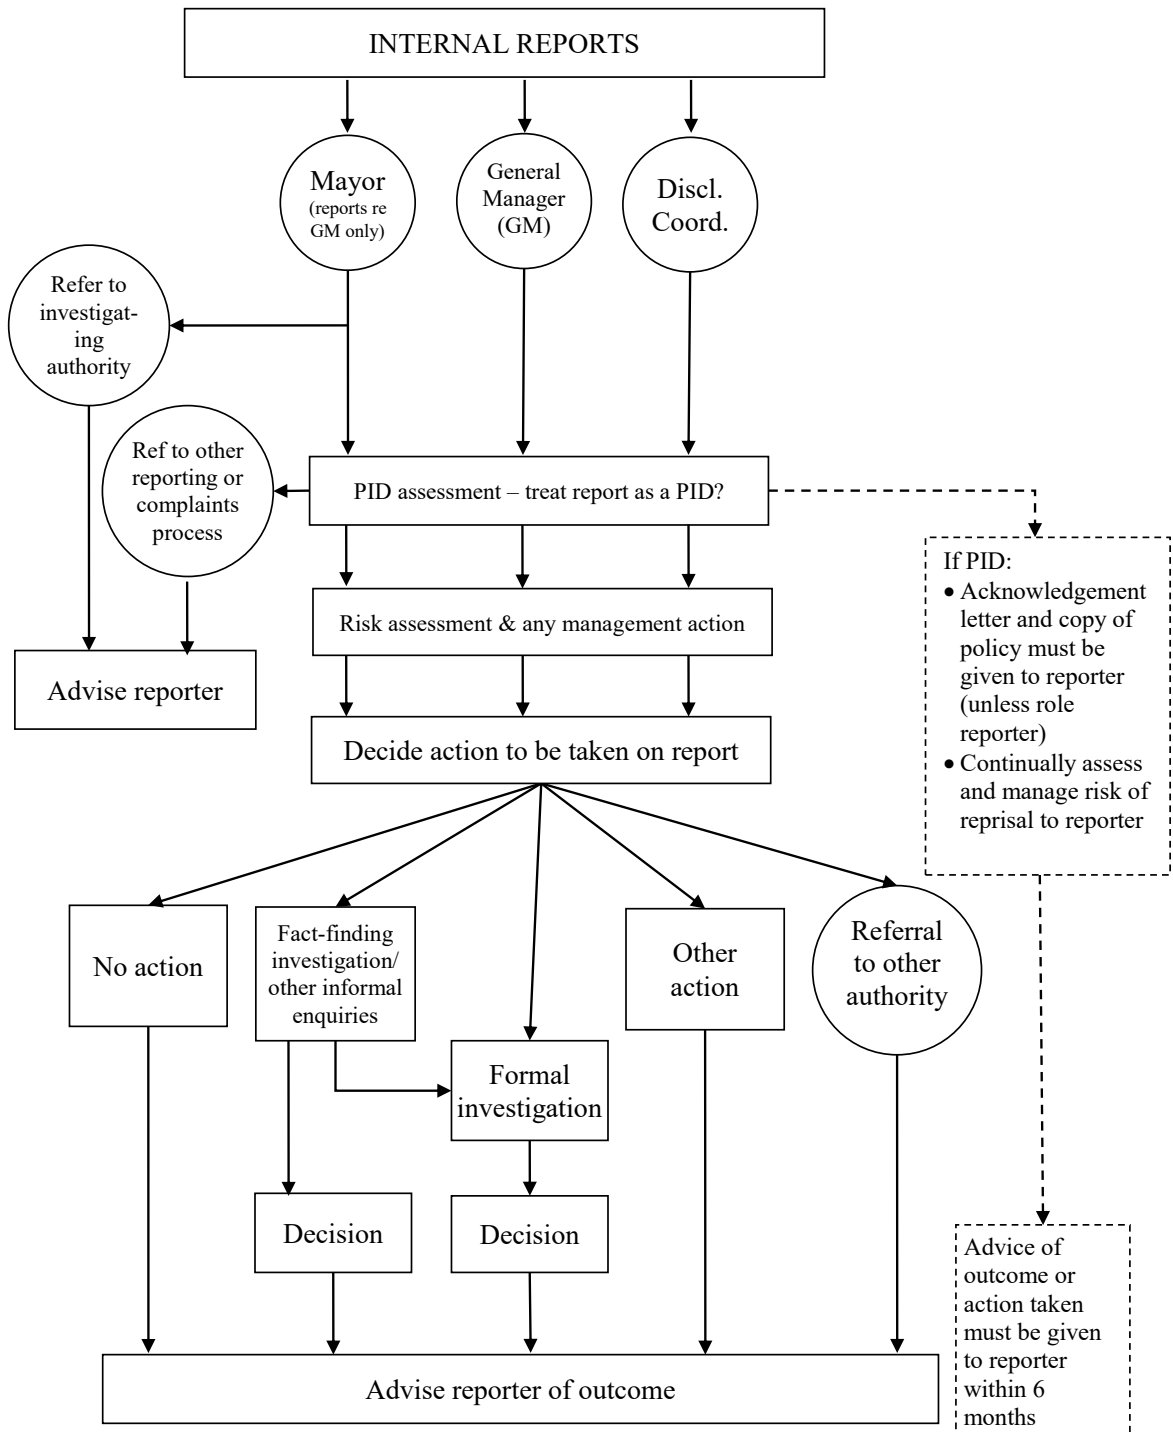 INTERNAL REPORTS
Mayor
(reports re
GM only)
General
Manager
(GM)
Discl.
Coord.
Refer to
investigat-
ing
authority
Ref to other
reporting or
complaints
process
PID assessment – treat report as a PID?
If PID:
• Acknowledgement
letter and copy of
policy must be
given to reporter
(unless role
reporter)
• Continually assess
and manage risk of
reprisal to reporter
Risk assessment & any management action
Advise reporter
Decide action to be taken on report
No action
Fact-finding
investigation/
other informal
enquiries
Formal
investigation
Other
action
Referral
to other
authority
Decision
Decision
Advice of
outcome or
action taken
must be given
to reporter
within 6
months
Advise reporter of outcome